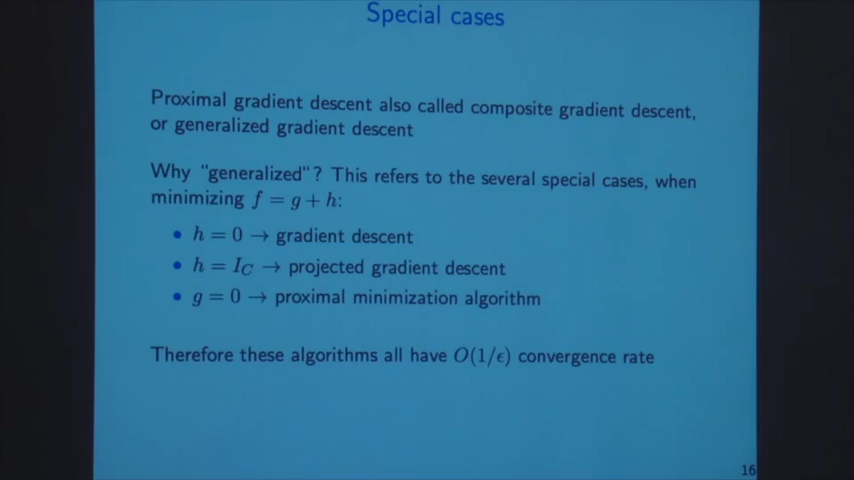 Special cases
Proximal gradient descent also called composite gradient descent,
or generalized gradient descent
Why "generalized"? This refers to the several special cases, when
minimizing f = g + h:
• h = 0 → gradient descent
• h = I_C → projected gradient descent
• g = 0 → proximal minimization algorithm
Therefore these algorithms all have O(1/ϵ) convergence rate
16